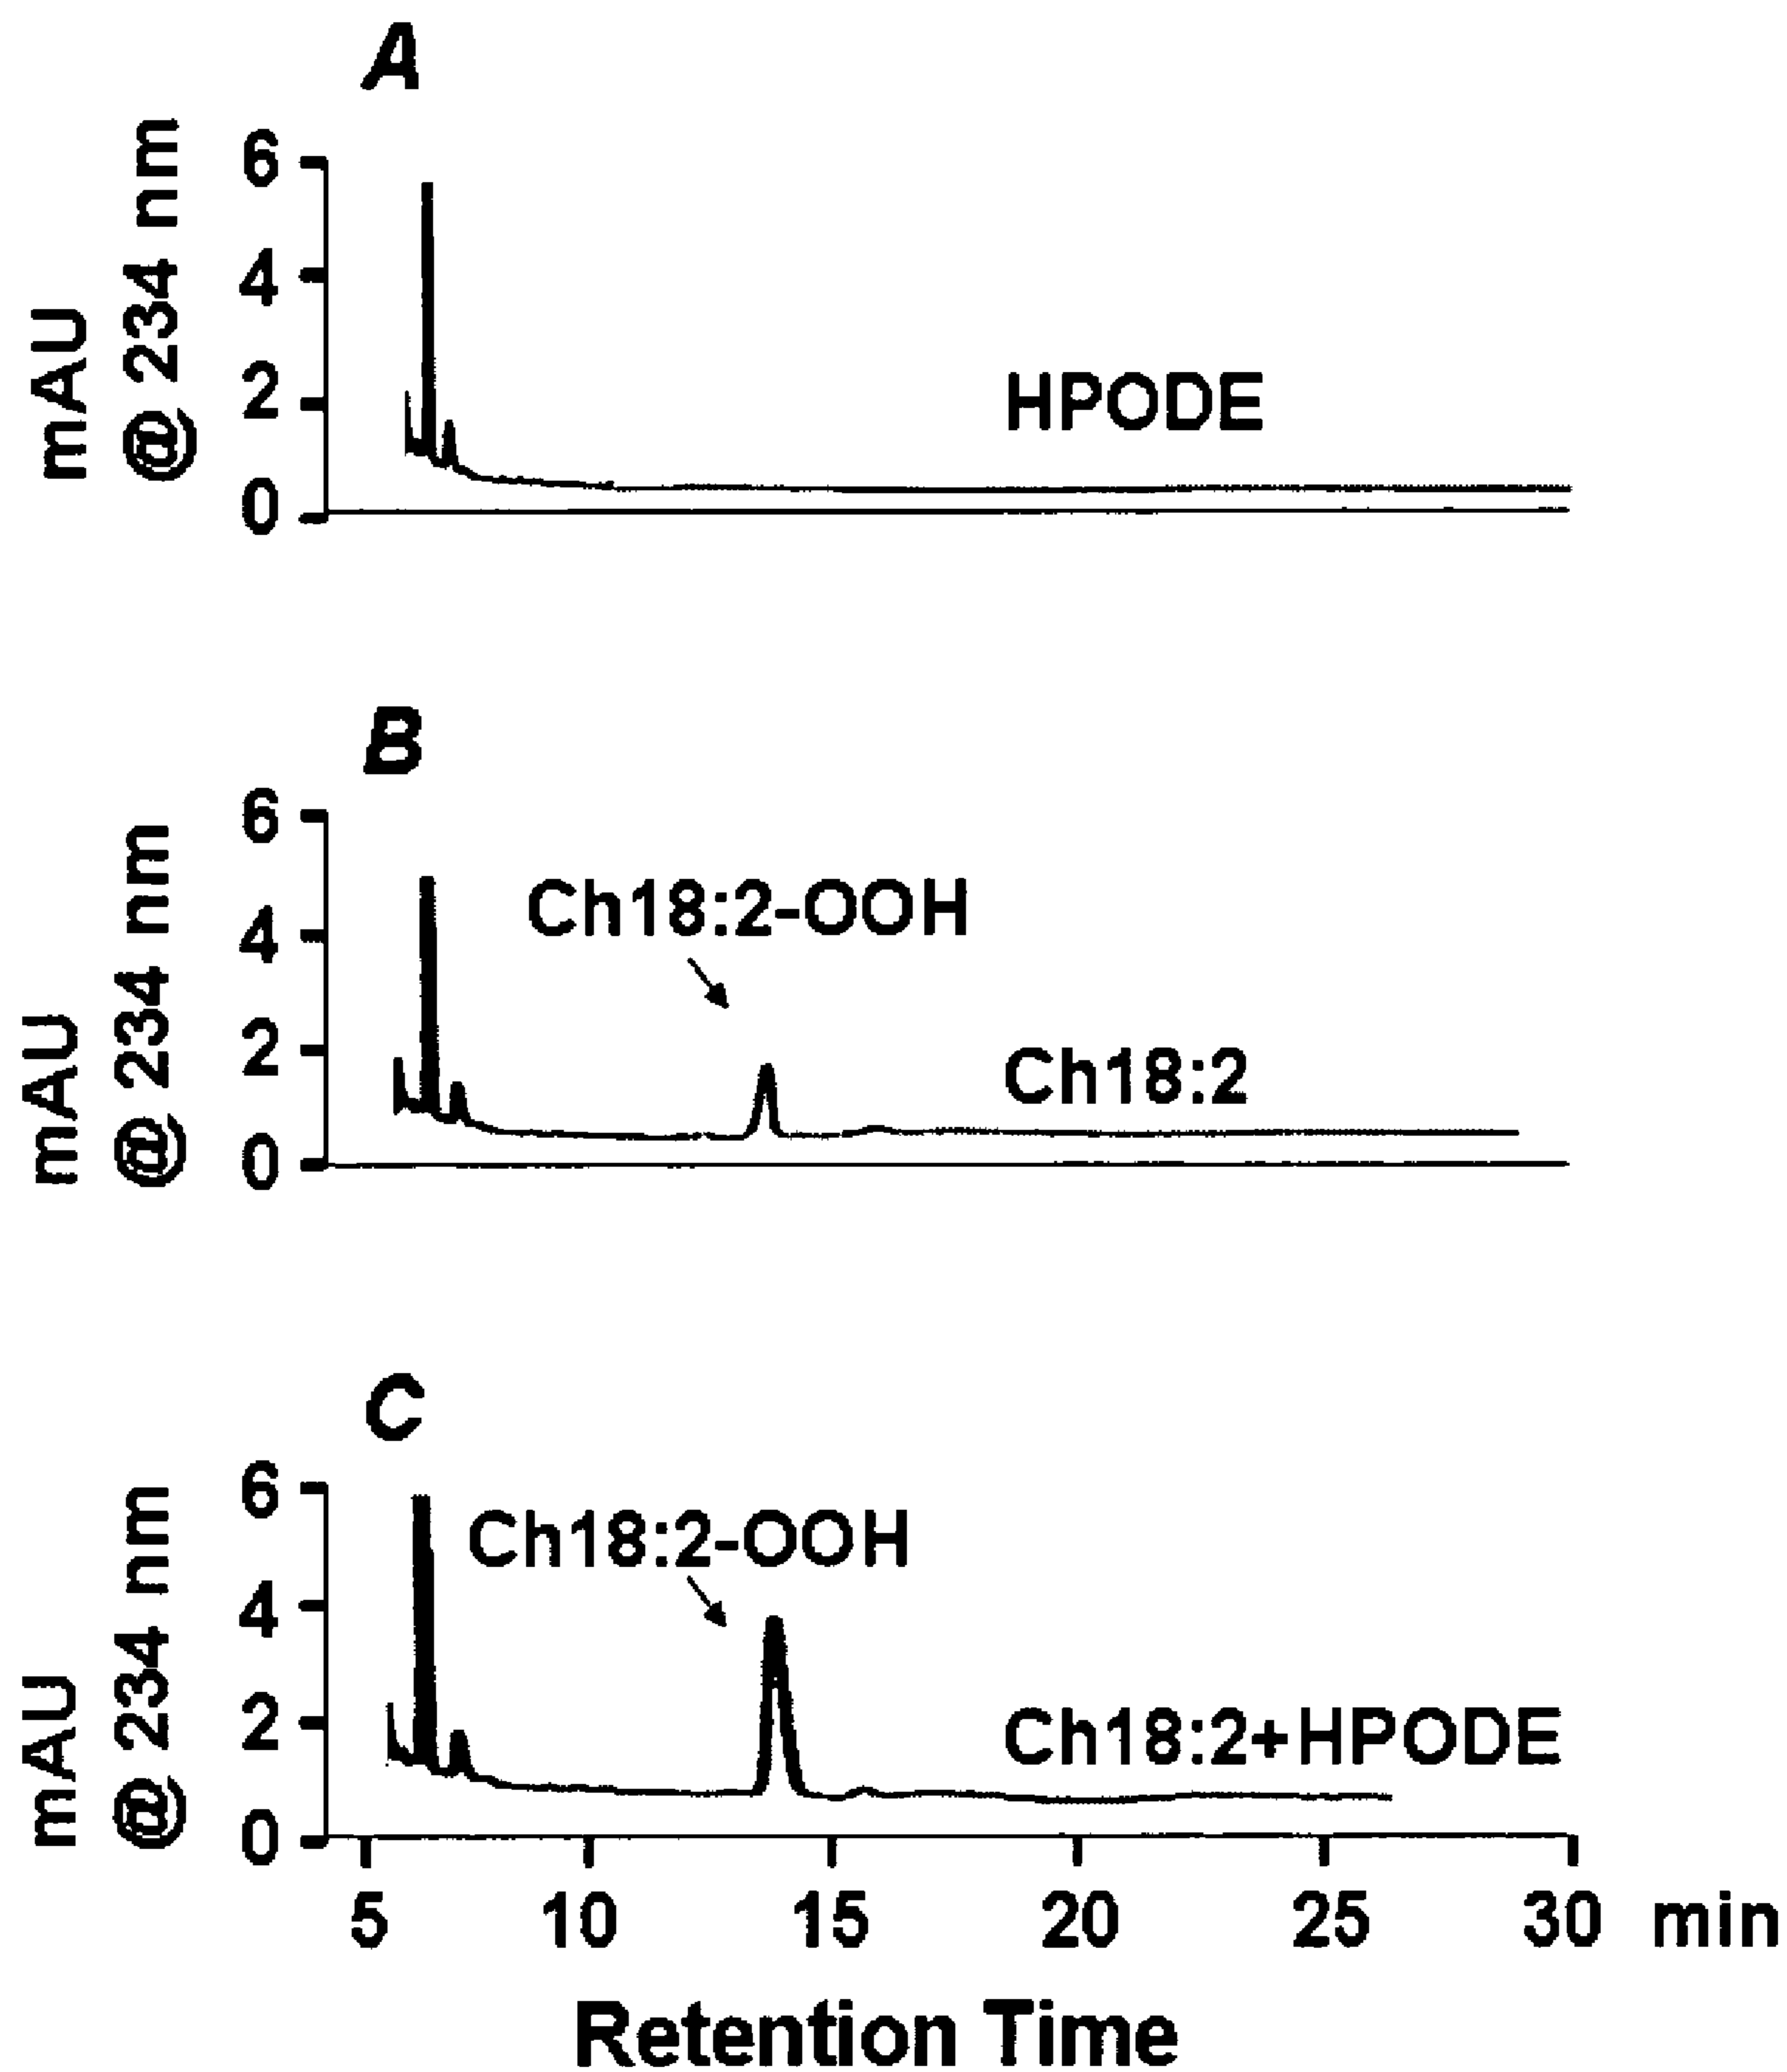 A
mAU
@ 234 nm
6
4
2
0
HPODE
B
mAU
@ 234 nm
6
4
2
0
Ch18:2-OOH
Ch18:2
C
mAU
@ 234 nm
6
4
2
0
Ch18:2-OOH
Ch18:2+HPODE
5 10 15 20 25 30 min
Retention Time